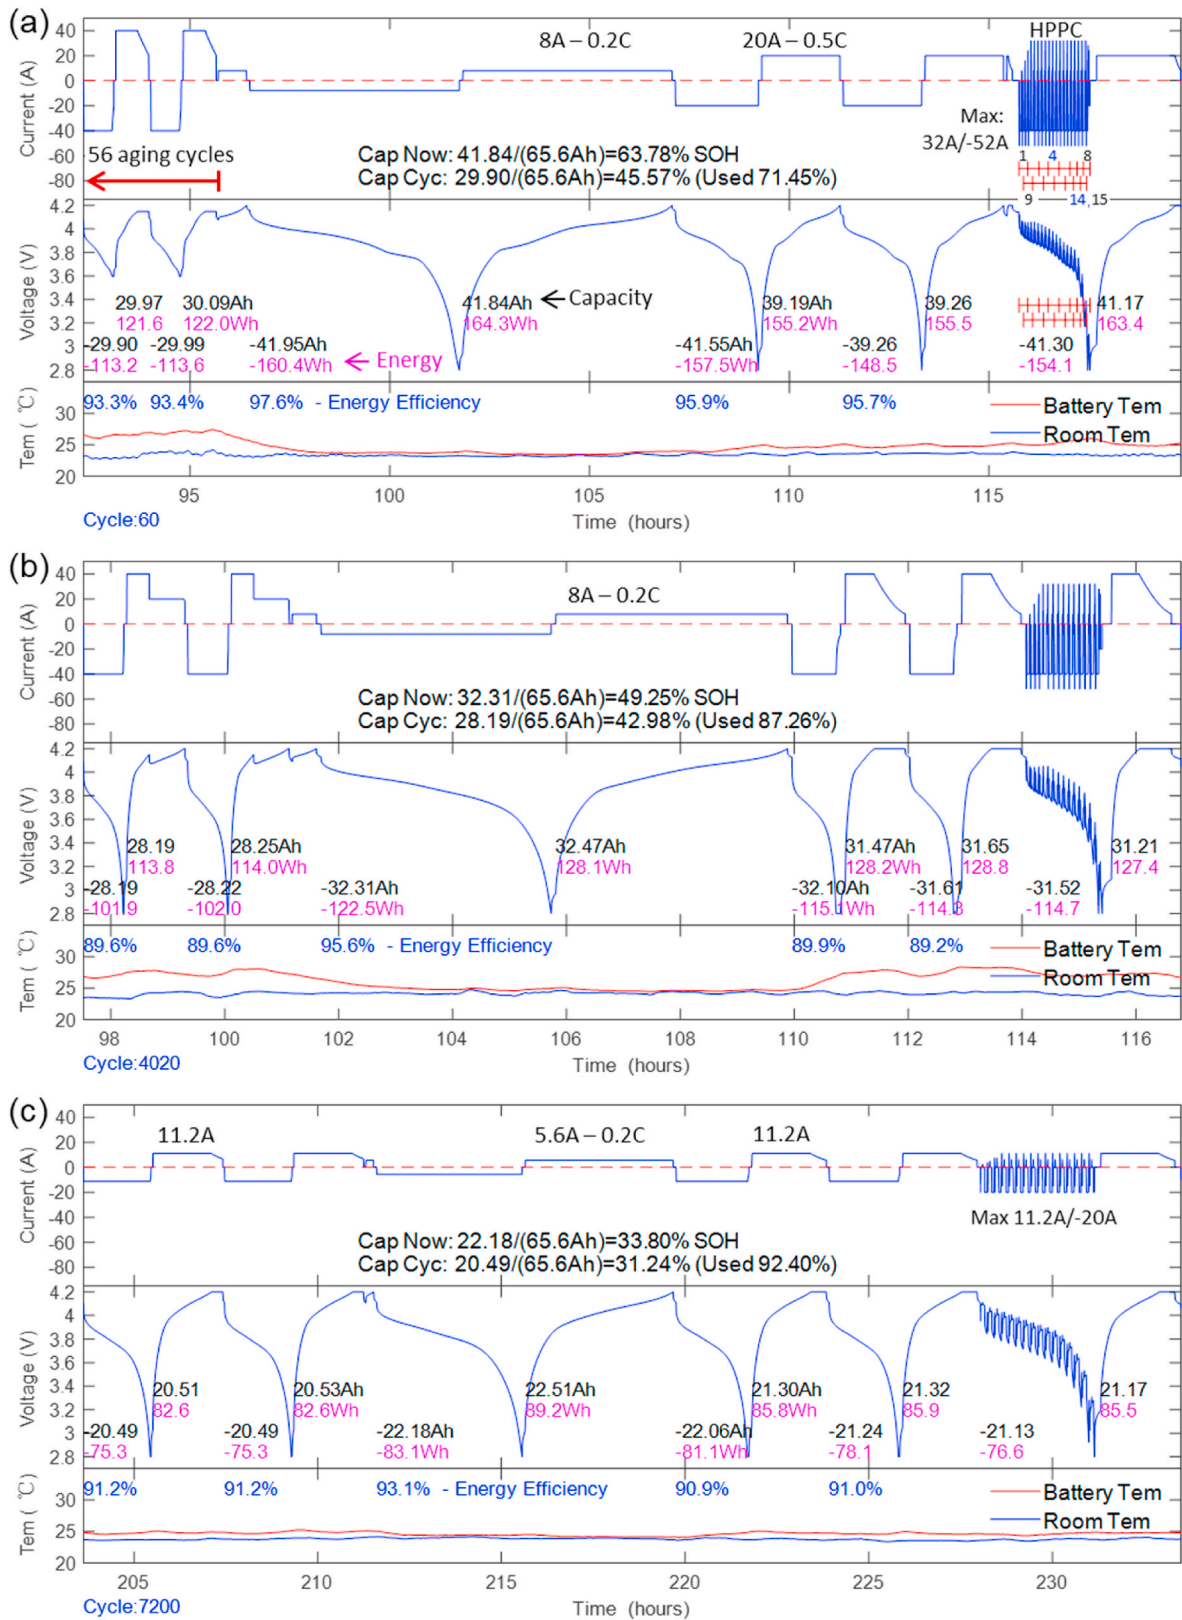 (a)
40
20
0
-20
-40
-60
-80
Current (A)
8A – 0.2C
20A – 0.5C
HPPC
Max:
32A/-52A
56 aging cycles
Cap Now: 41.84/(65.6Ah)=63.78% SOH
Cap Cyc: 29.90/(65.6Ah)=45.57% (Used 71.45%)
1 4 8
9 14,15
4.2
4
3.8
3.6
3.4
3.2
3
2.8
Voltage (V)
29.97 30.09Ah 41.84Ah Capacity 39.19Ah 39.26 41.17
121.6 122.0Wh 164.3Wh 155.2Wh 155.5 163.4
-29.90 -29.99 -41.95Ah -41.55Ah -39.26 -41.30
-113.2 -113.6 -160.4Wh Energy -157.5Wh -148.5 -154.1
93.3% 93.4% 97.6% - Energy Efficiency 95.9% 95.7%
Battery Tem
Room Tem
30
25
20
Tem ( ℃)
95 100 105 110 115
Cycle:60
Time (hours)
(b)
40
20
0
-20
-40
-60
-80
Current (A)
8A – 0.2C
Cap Now: 32.31/(65.6Ah)=49.25% SOH
Cap Cyc: 28.19/(65.6Ah)=42.98% (Used 87.26%)
4.2
4
3.8
3.6
3.4
3.2
3
2.8
Voltage (V)
28.19 28.25Ah 32.47Ah 31.47Ah 31.65 31.21
113.8 114.0Wh 128.1Wh 128.2Wh 128.8 127.4
-28.19 -28.22 -32.31Ah -32.10Ah -31.61 -31.52
-101.9 -102.0 -122.5Wh -115.1Wh -114.8 -114.7
89.6% 89.6% 95.6% - Energy Efficiency 89.9% 89.2%
Battery Tem
Room Tem
30
25
20
Tem ( ℃)
98 100 102 104 106 108 110 112 114 116
Cycle:4020
Time (hours)
(c)
40
20
0
-20
-40
-60
-80
Current (A)
11.2A
5.6A – 0.2C
11.2A
Max 11.2A/-20A
Cap Now: 22.18/(65.6Ah)=33.80% SOH
Cap Cyc: 20.49/(65.6Ah)=31.24% (Used 92.40%)
4.2
4
3.8
3.6
3.4
3.2
3
2.8
Voltage (V)
20.51 20.53Ah 22.51Ah 21.30Ah 21.32 21.17
82.6 82.6Wh 89.2Wh 85.8Wh 85.9 85.5
-20.49 -20.49 -22.18Ah -22.06Ah -21.24 -21.13
-75.3 -75.3 -83.1Wh -81.1Wh -78.1 -76.6
91.2% 91.2% 93.1% - Energy Efficiency 90.9% 91.0%
Battery Tem
Room Tem
30
25
20
Tem ( ℃)
205 210 215 220 225 230
Cycle:7200
Time (hours)